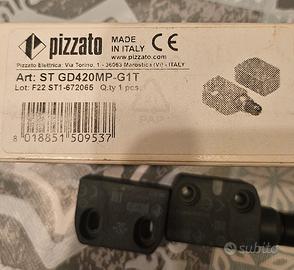 pizzato
MADE IN ITALY
CE
www.pizzato.com
Pizzato Elettrica: Via Torino, 1 - 36063 Marostica (VI) - ITALY
Art: ST GD420MP-G1T
Lot: F22 ST1-672065 Q.ty 1 pcs.
8 018851 509537
PAP
subito